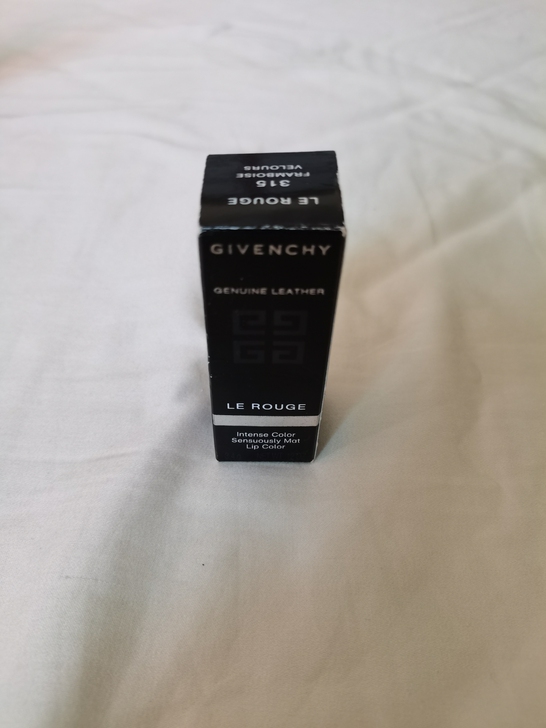 LE ROUGE
315
FRAMBOISE
VELOURS
GIVENCHY
GENUINE LEATHER
LE ROUGE
Intense Color
Sensuously Mat
Lip Color